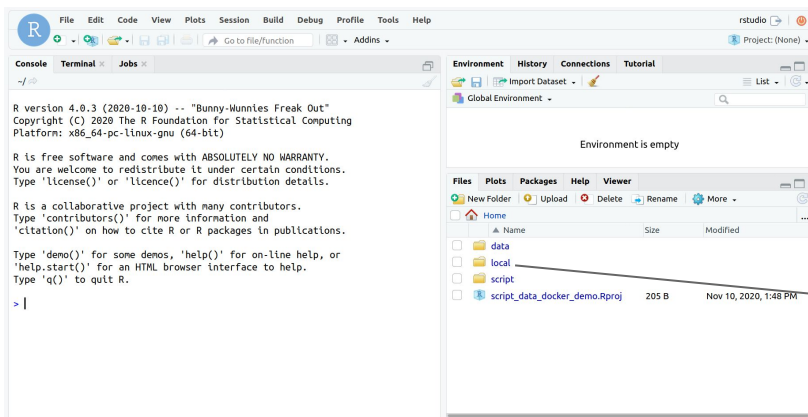 R File Edit Code View Plots Session Build Debug Profile Tools Help rstudio
Go to file/function Addins Project: (None)
Console Terminal Jobs
~/
R version 4.0.3 (2020-10-10) -- "Bunny-Wunnies Freak Out"
Copyright (C) 2020 The R Foundation for Statistical Computing
Platform: x86_64-pc-linux-gnu (64-bit)
R is free software and comes with ABSOLUTELY NO WARRANTY.
You are welcome to redistribute it under certain conditions.
Type 'license()' or 'licence()' for distribution details.
R is a collaborative project with many contributors.
Type 'contributors()' for more information and
'citation()' on how to cite R or R packages in publications.
Type 'demo()' for some demos, 'help()' for on-line help, or
'help.start()' for an HTML browser interface to help.
Type 'q()' to quit R.
>
Environment History Connections Tutorial
Import Dataset List
Global Environment
Environment is empty
Files Plots Packages Help Viewer
New Folder Upload Delete Rename More
Home ...
Name Size Modified
data
local
script
script_data_docker_demo.Rproj 205 B Nov 10, 2020, 1:48 PM